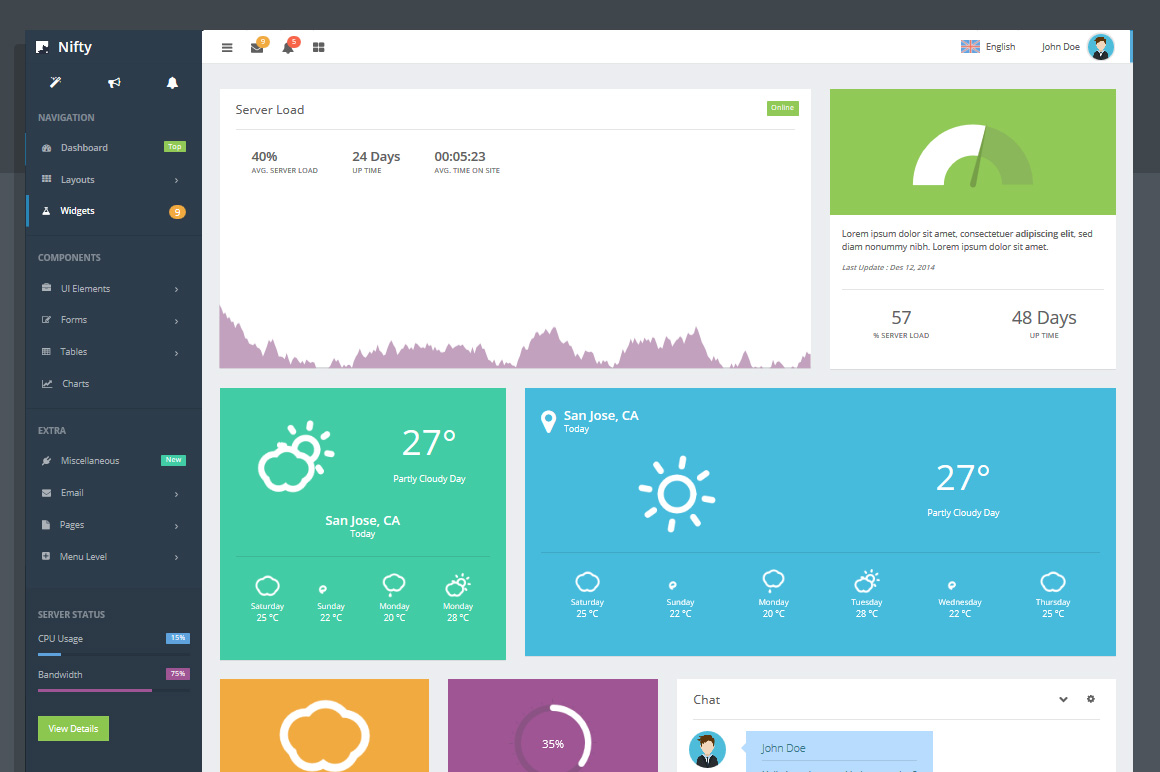 Nifty
9
5
English
John Doe
NAVIGATION
Dashboard
Top
Layouts
Widgets
9
COMPONENTS
UI Elements
Forms
Tables
Charts
EXTRA
Miscellaneous
New
Email
Pages
Menu Level
SERVER STATUS
CPU Usage
15%
Bandwidth
75%
View Details
Server Load
Online
40%
AVG. SERVER LOAD
24 Days
UP TIME
00:05:23
AVG. TIME ON SITE
Lorem ipsum dolor sit amet, consectetuer adipiscing elit, sed
diam nonummy nibh. Lorem ipsum dolor sit amet.
Last Update : Des 12, 2014
57
% SERVER LOAD
48 Days
UP TIME
27°
Partly Cloudy Day
San Jose, CA
Today
Saturday
25 °C
Sunday
22 °C
Monday
20 °C
Monday
28 °C
San Jose, CA
Today
27°
Partly Cloudy Day
Saturday
25 °C
Sunday
22 °C
Monday
20 °C
Tuesday
28 °C
Wednesday
22 °C
Thursday
25 °C
35%
Chat
John Doe